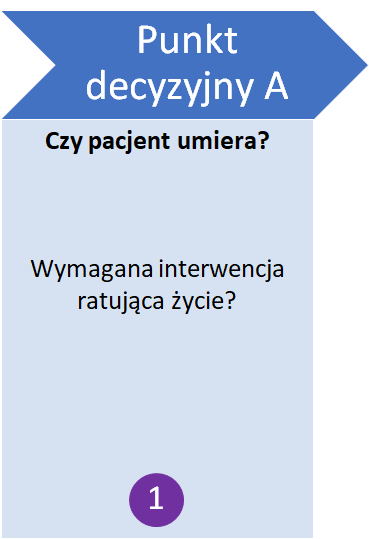 Punkt
decyzyjny A
Czy pacjent umiera?
Wymagana interwencja
ratująca życie?
1